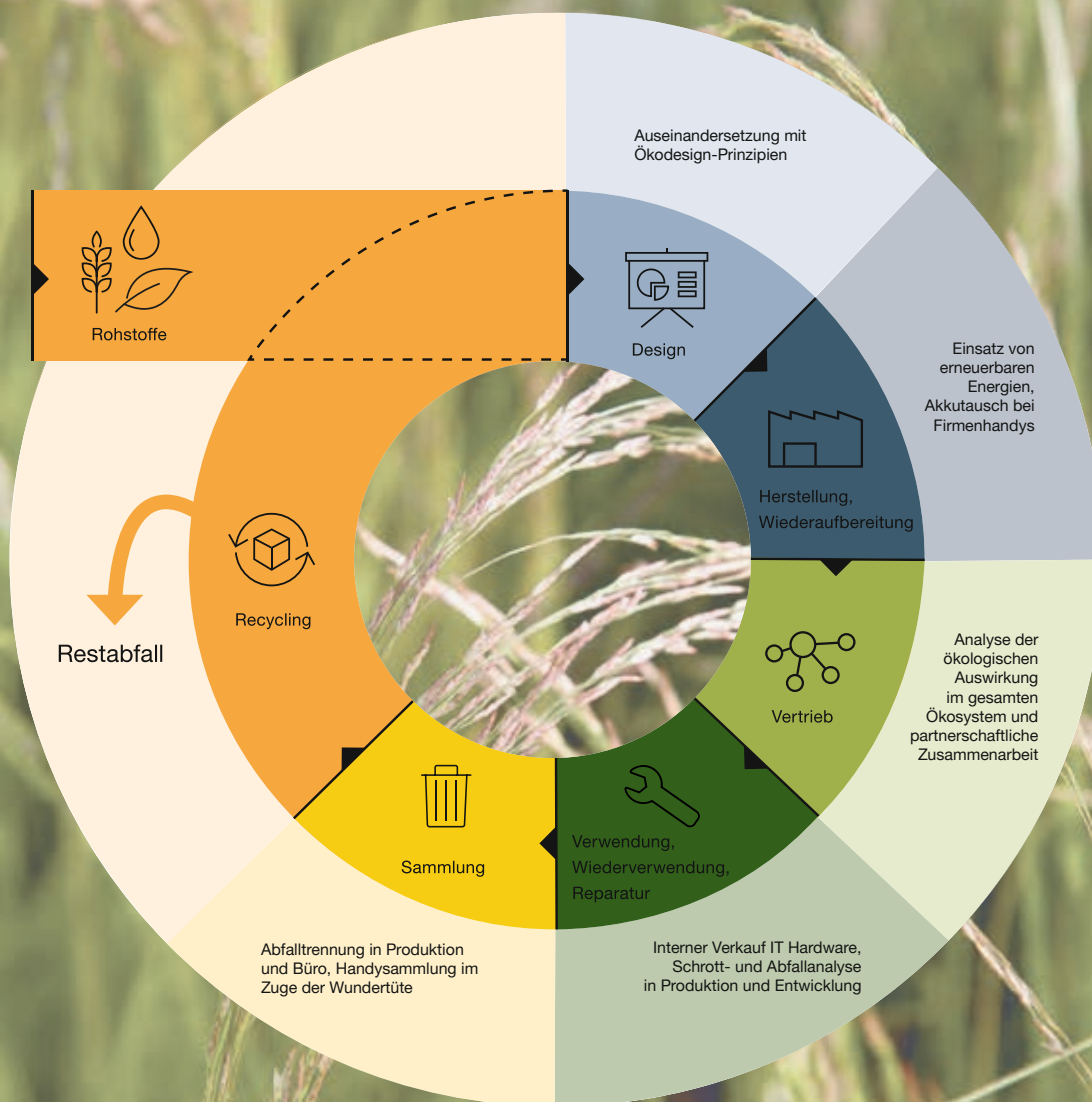 Auseinandersetzung mit
Ökodesign-Prinzipien
Rohstoffe
Design
Einsatz von
erneuerbaren
Energien,
Akkutausch bei
Firmenhandys
Herstellung,
Wiederaufbereitung
Recycling
Restabfall
Analyse der
ökologischen
Auswirkung
im gesamten
Ökosystem und
partnerschaftliche
Zusammenarbeit
Vertrieb
Verwendung,
Wiederverwendung,
Reparatur
Sammlung
Abfalltrennung in Produktion
und Büro, Handysammlung im
Zuge der Wundertüte
Interner Verkauf IT Hardware,
Schrott- und Abfallanalyse
in Produktion und Entwicklung